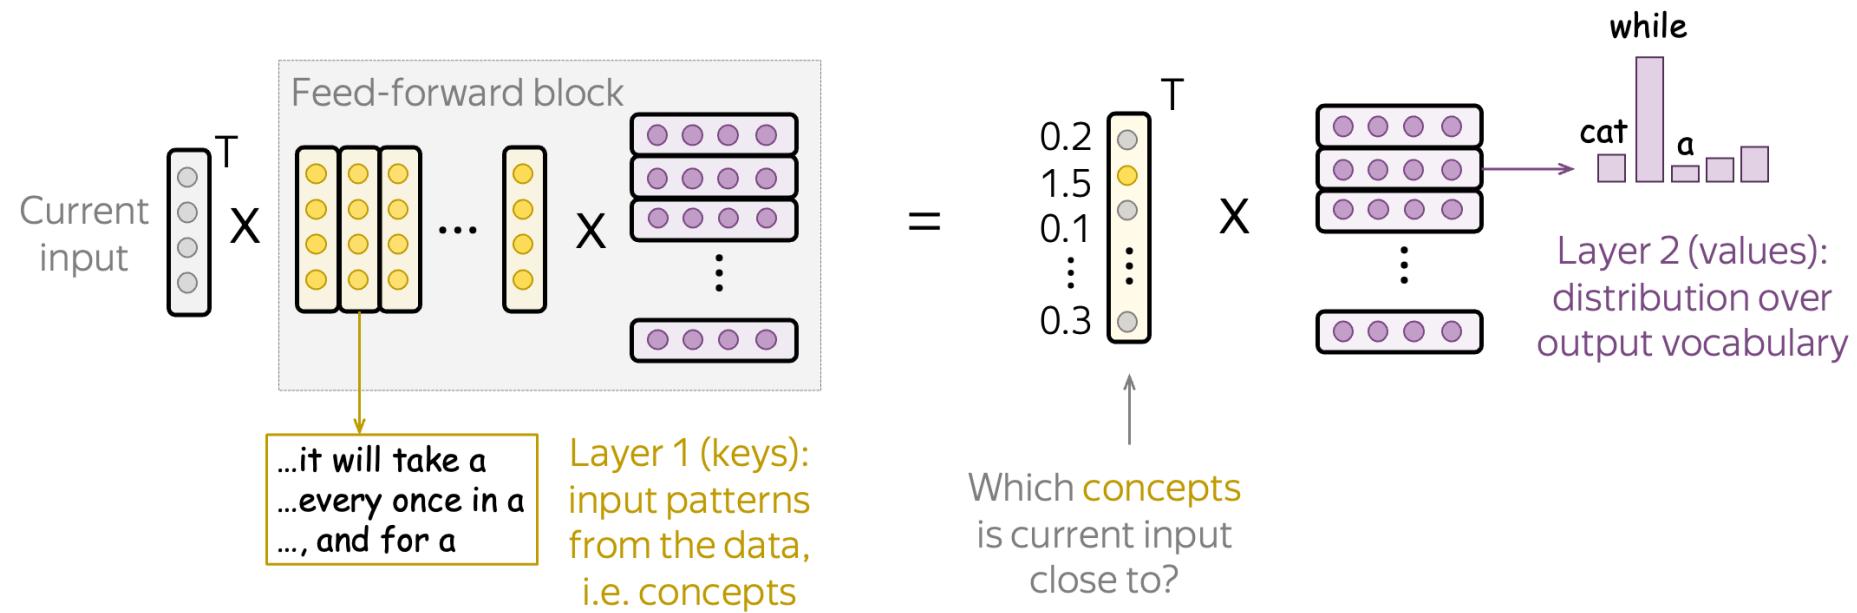 Feed-forward block
Current
input
T
X
...
X
=
0.2
1.5
0.1
0.3
T
X
while
cat
a
Layer 2 (values):
distribution over
output vocabulary
...it will take a
...every once in a
..., and for a
Layer 1 (keys):
input patterns
from the data,
i.e. concepts
Which concepts
is current input
close to?